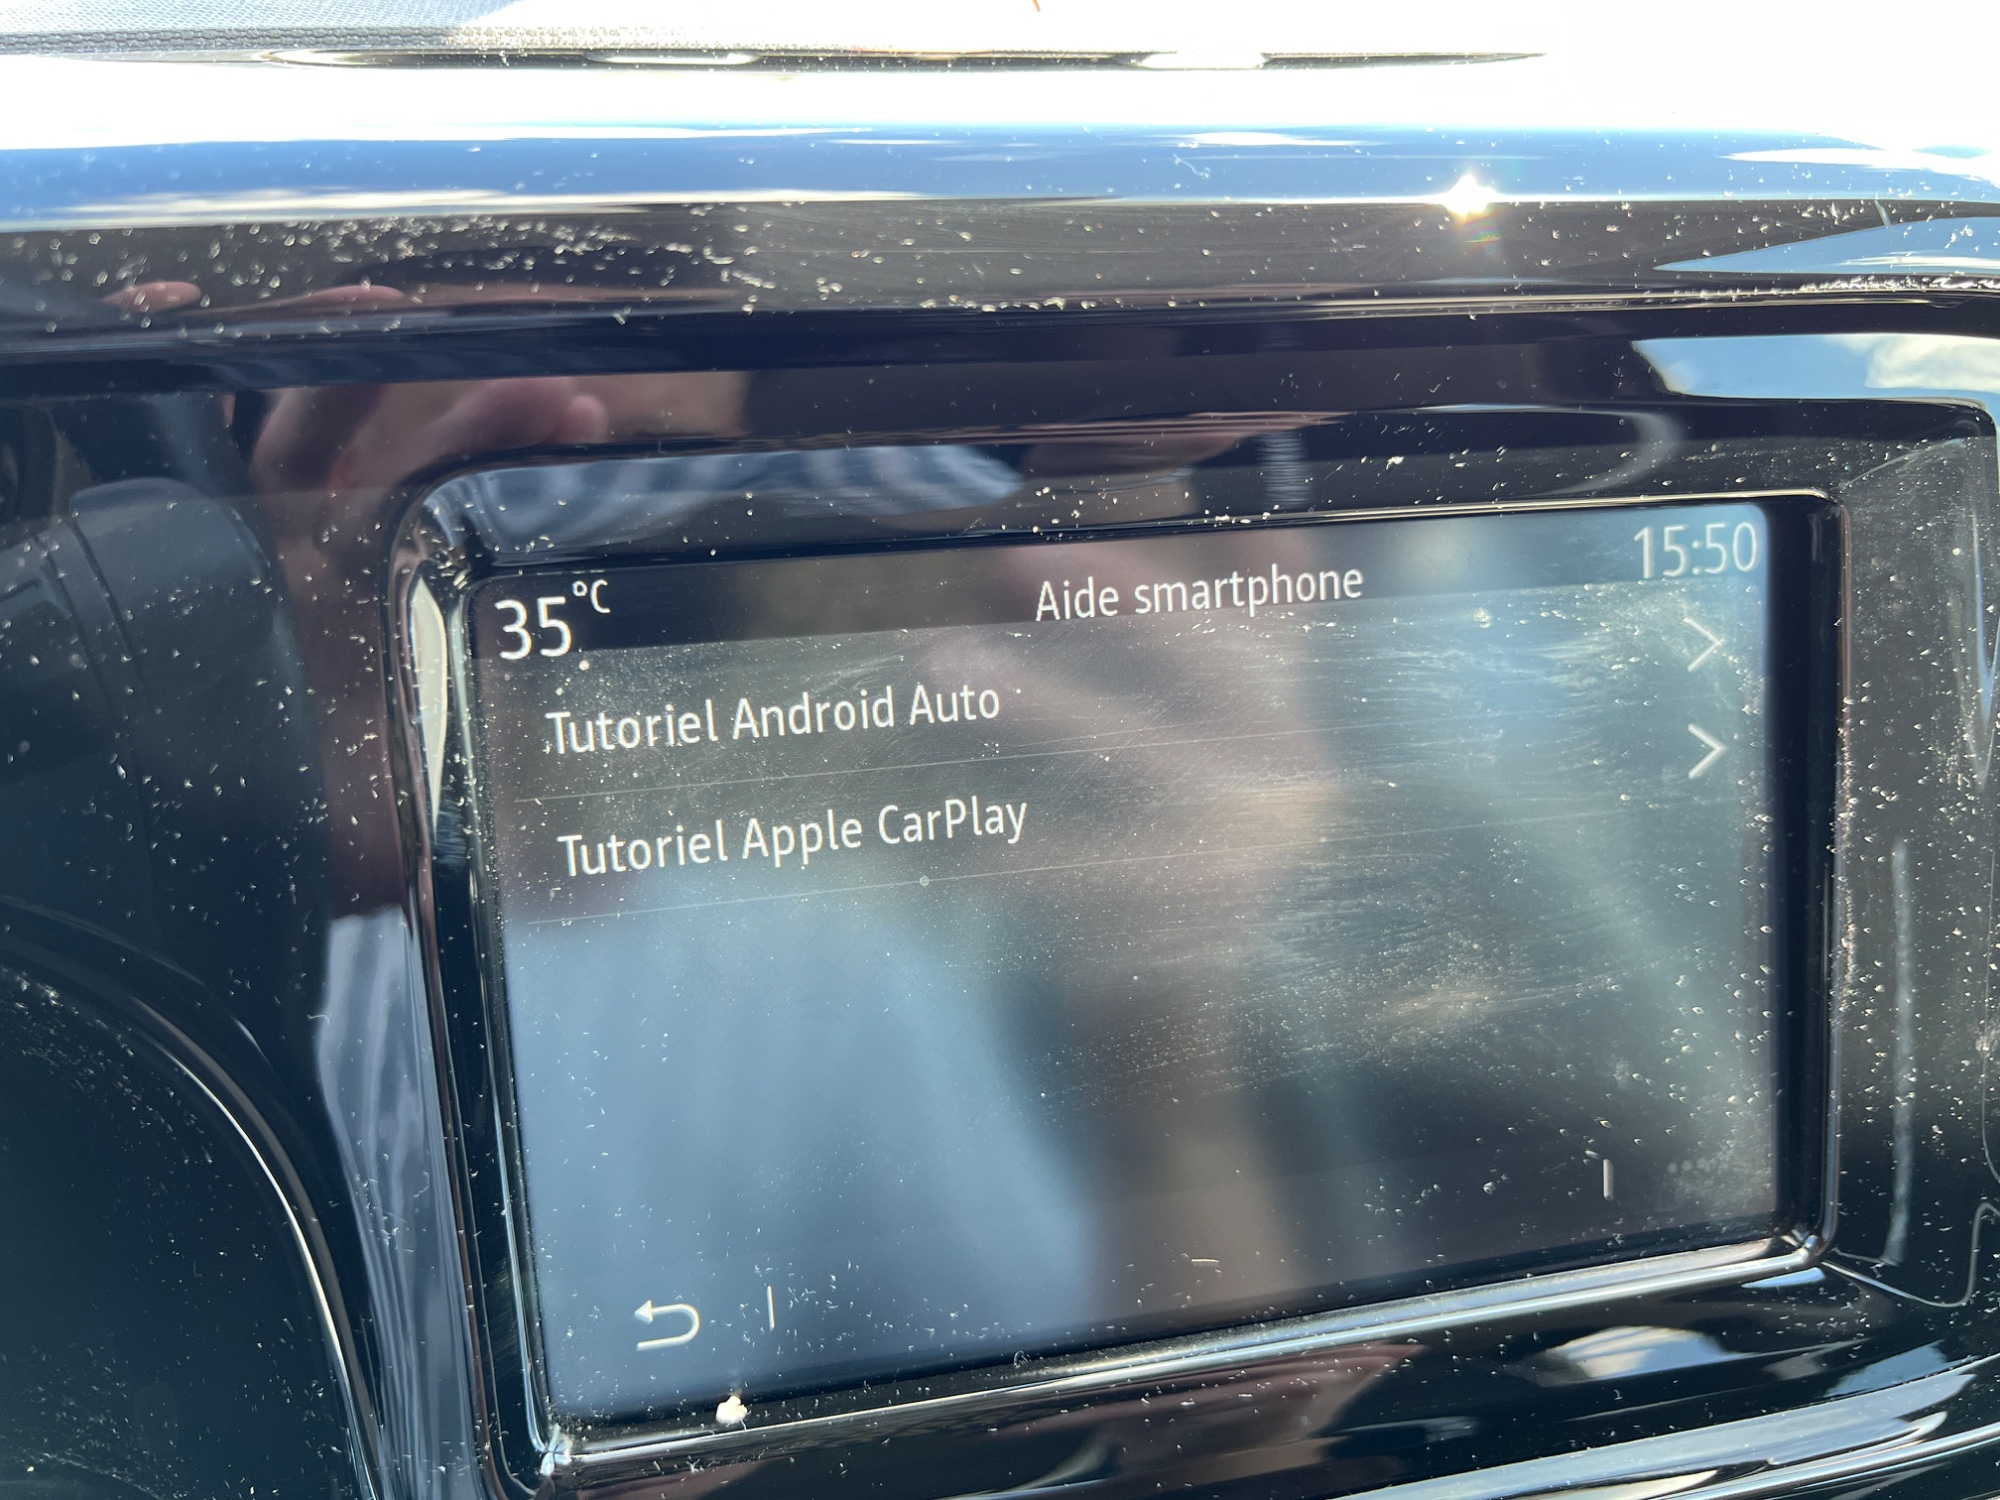 35 °C
Aide smartphone
15:50
Tutoriel Android Auto
Tutoriel Apple CarPlay